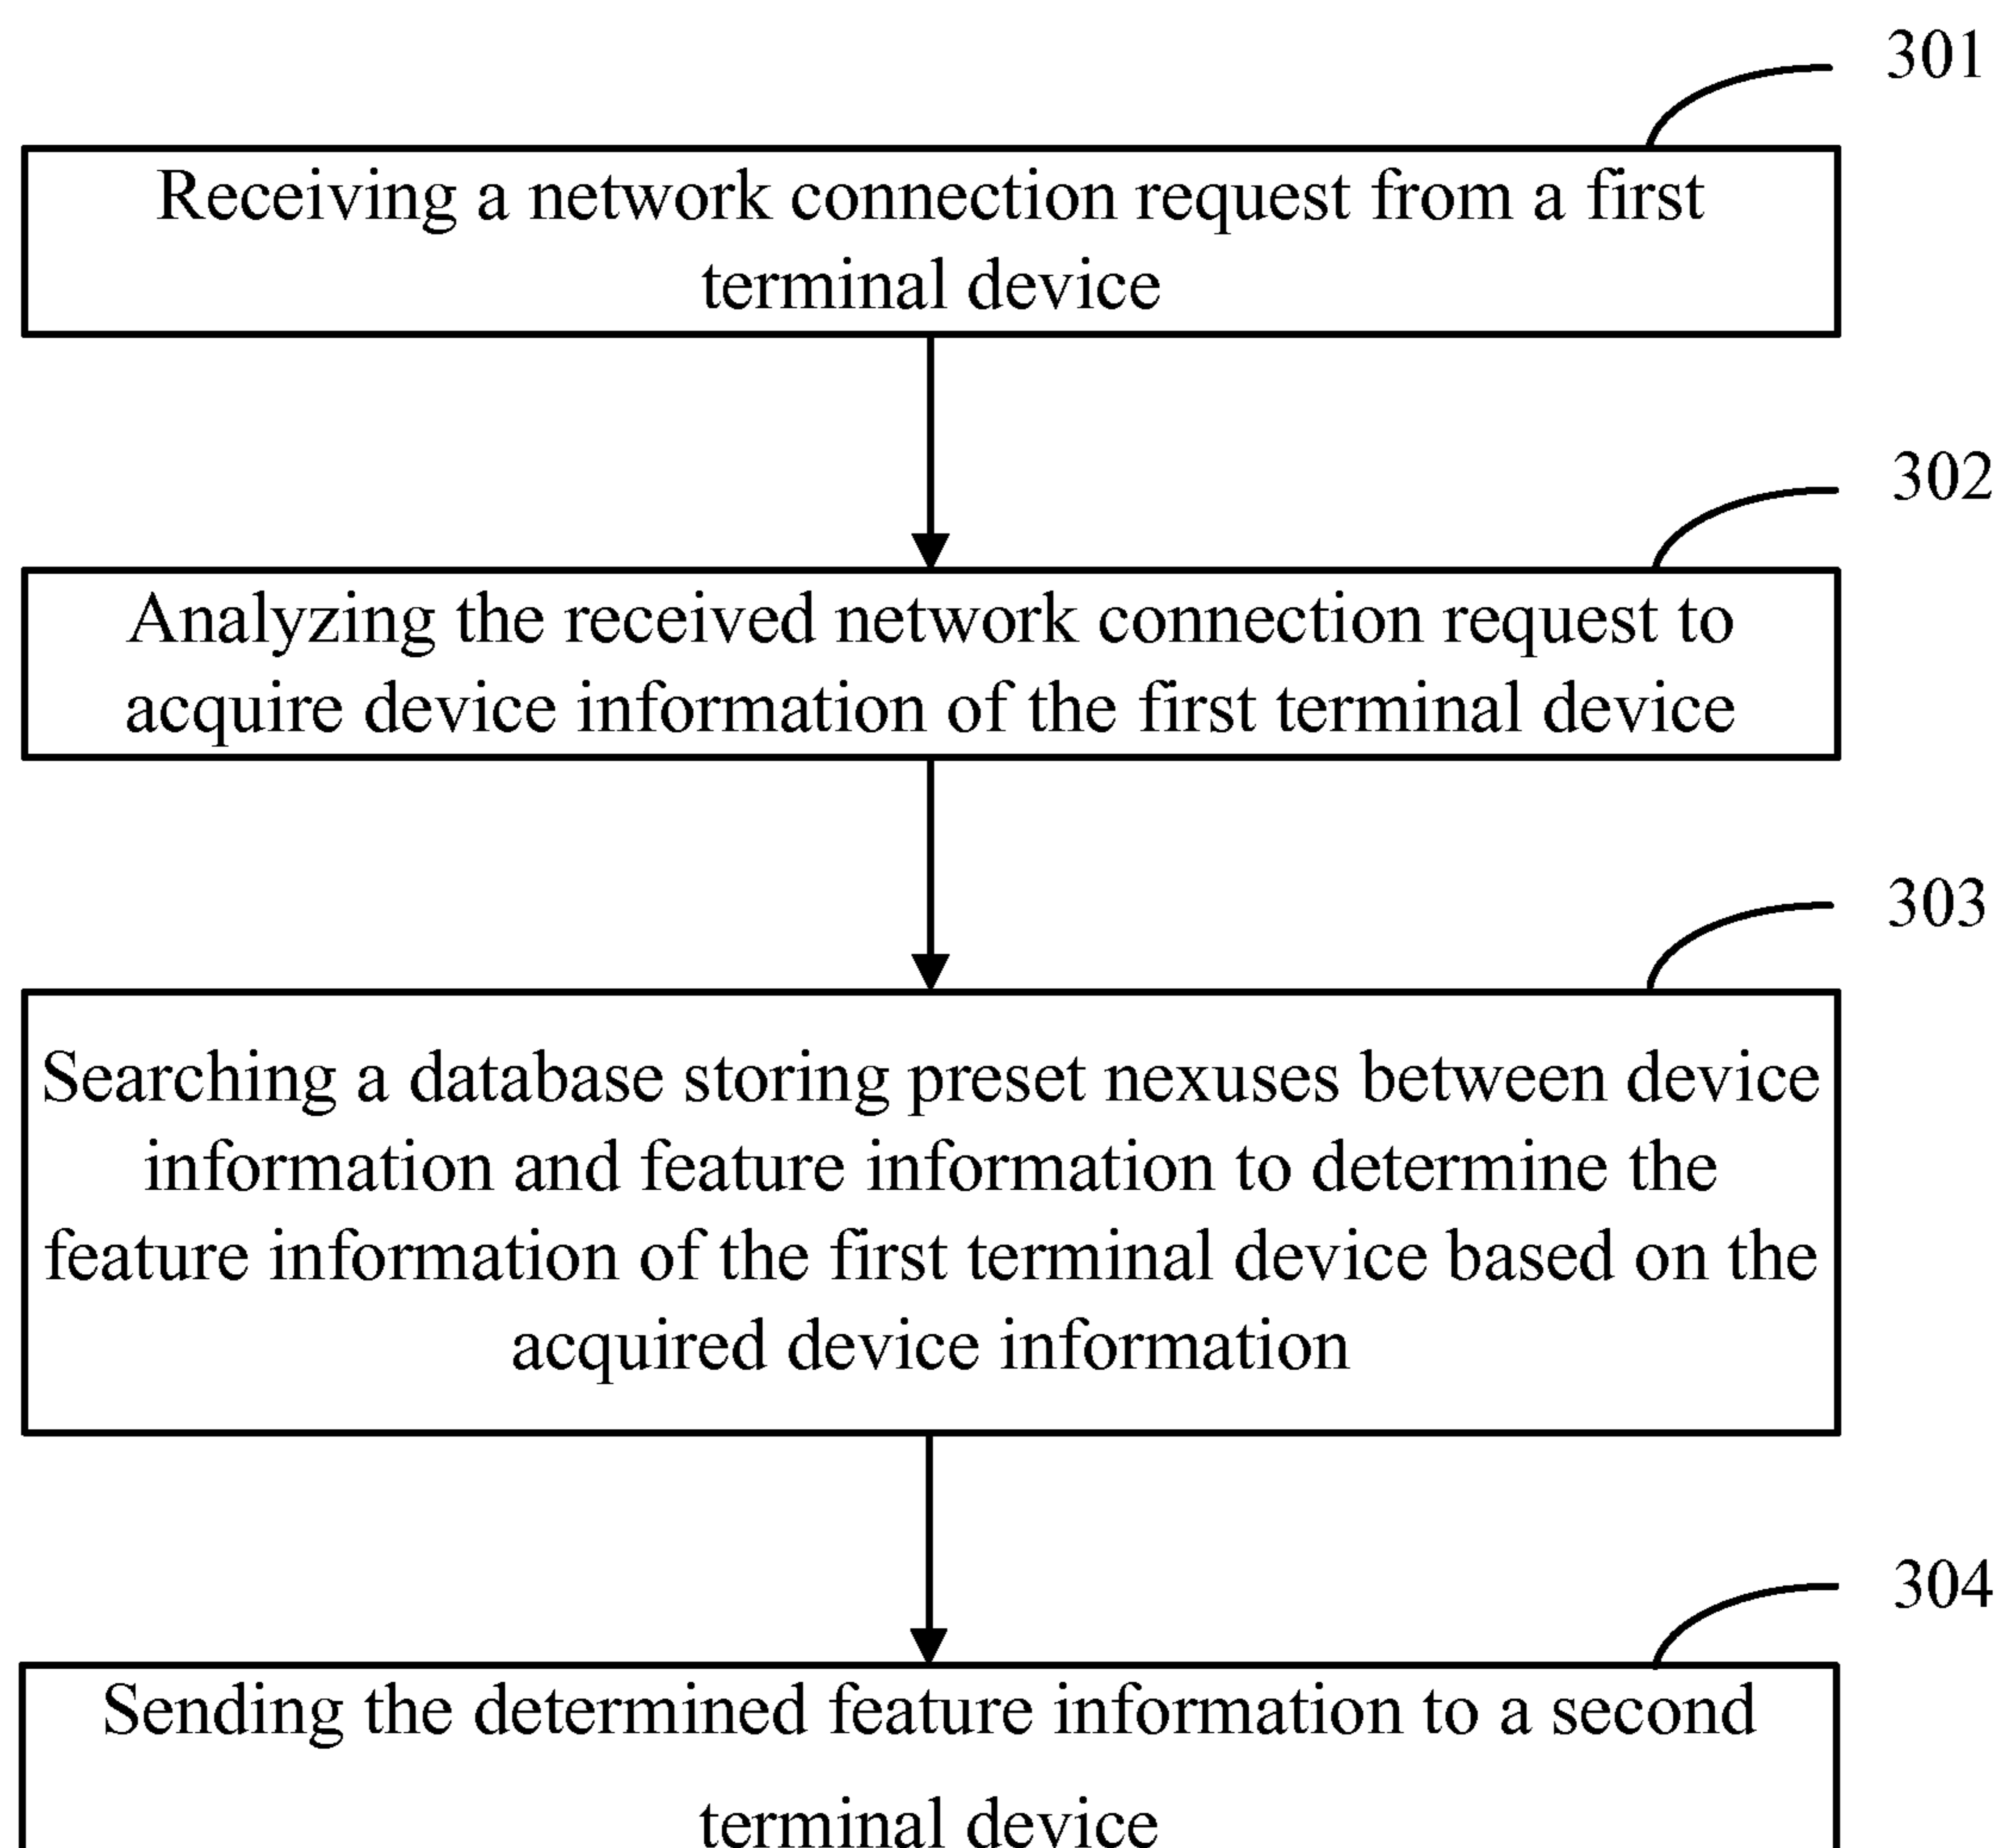 301
Receiving a network connection request from a first
terminal device
302
Analyzing the received network connection request to
acquire device information of the first terminal device
303
Searching a database storing preset nexuses between device
information and feature information to determine the
feature information of the first terminal device based on the
acquired device information
304
Sending the determined feature information to a second
terminal device